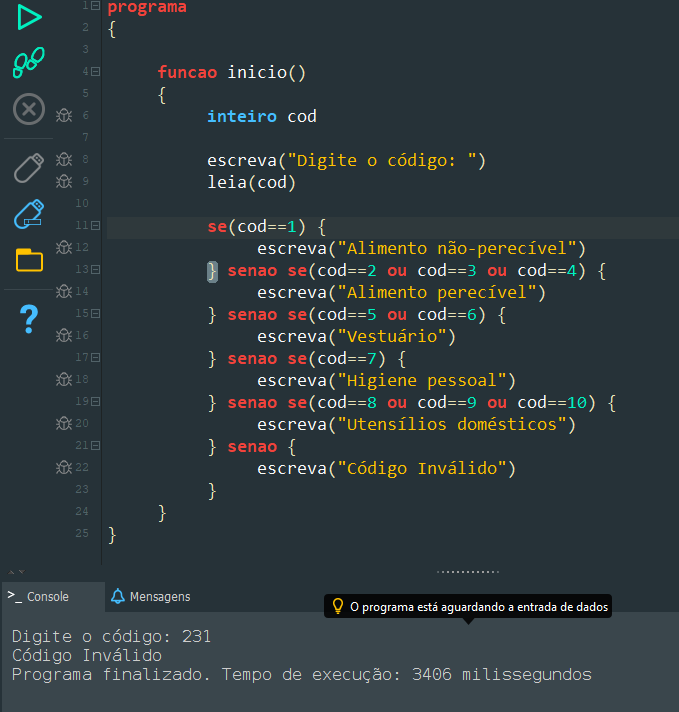 1 programa
2 {
3
4 funcao inicio()
5 {
6 inteiro cod
7
8 escreva("Digite o código: ")
9 leia(cod)
10
11 se(cod==1) {
12 escreva("Alimento não-perecível")
13 } senao se(cod==2 ou cod==3 ou cod==4) {
14 escreva("Alimento perecível")
15 } senao se(cod==5 ou cod==6) {
16 escreva("Vestuário")
17 } senao se(cod==7) {
18 escreva("Higiene pessoal")
19 } senao se(cod==8 ou cod==9 ou cod==10) {
20 escreva("Utensílios domésticos")
21 } senao {
22 escreva("Código Inválido")
23 }
24 }
25 }
>_ Console Mensagens
O programa está aguardando a entrada de dados
Digite o código: 231
Código Inválido
Programa finalizado. Tempo de execução: 3406 milissegundos